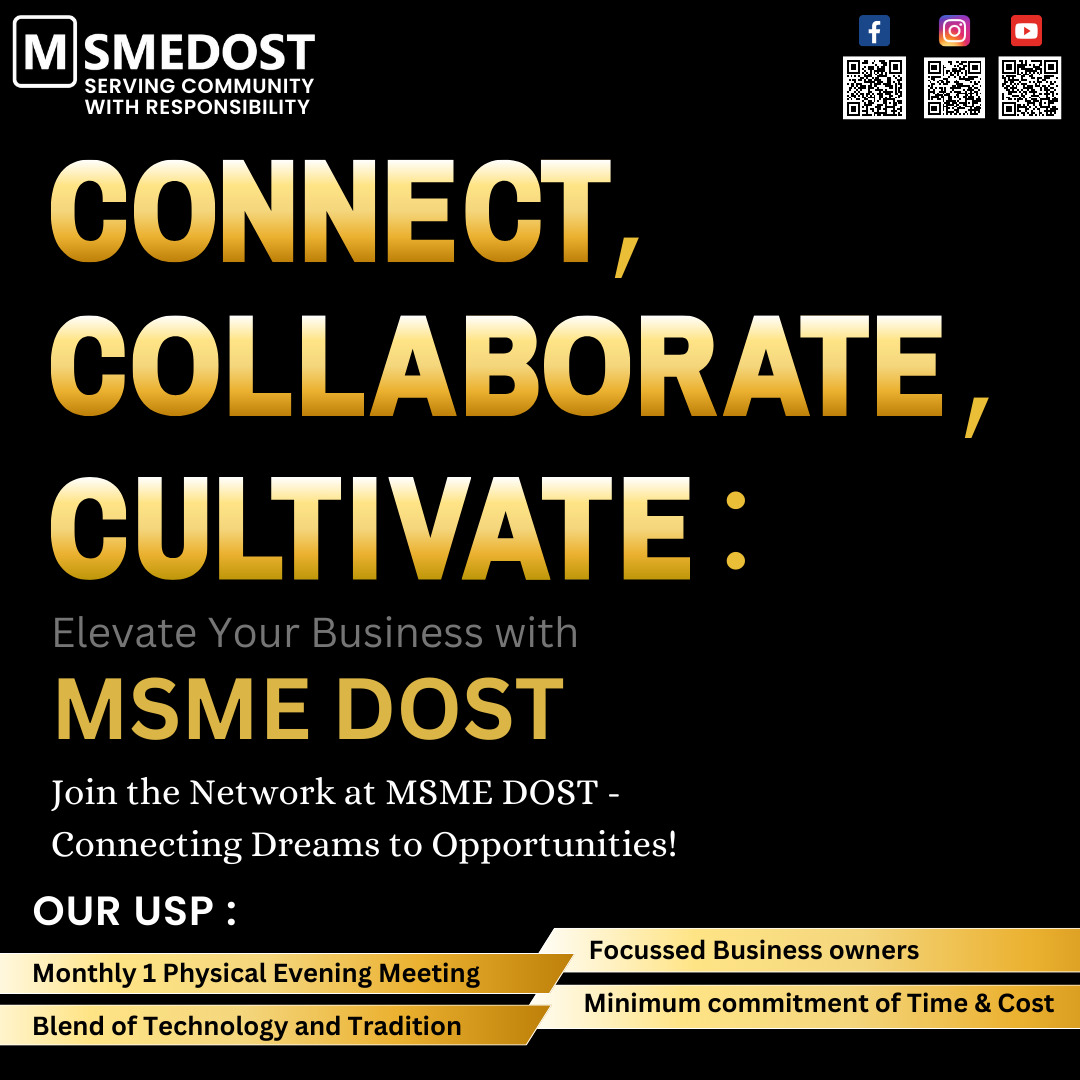 MSMEDOST
SERVING COMMUNITY
WITH RESPONSIBILITY
CONNECT,
COLLABORATE,
CULTIVATE :
Elevate Your Business with
MSME DOST
Join the Network at MSME DOST -
Connecting Dreams to Opportunities!
OUR USP :
Monthly 1 Physical Evening Meeting
Blend of Technology and Tradition
Focussed Business owners
Minimum commitment of Time & Cost